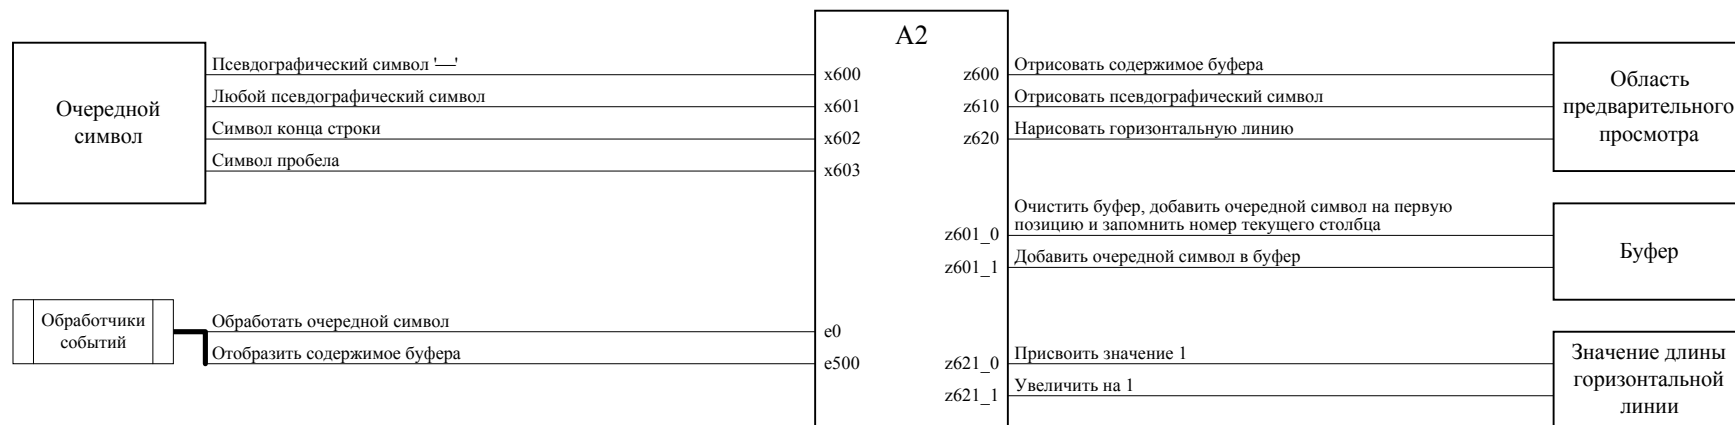 A2
Очередной
символ
Псевдографический символ '—'
x600
Любой псевдографический символ
x601
Символ конца строки
x602
Символ пробела
x603
Обработчики
событий
Обработать очередной символ
e0
Отобразить содержимое буфера
e500
z600
Отрисовать содержимое буфера
z610
Отрисовать псевдографический символ
z620
Нарисовать горизонтальную линию
Область
предварительного
просмотра
Очистить буфер, добавить очередной символ на первую
позицию и запомнить номер текущего столбца
z601_0
z601_1
Добавить очередной символ в буфер
Буфер
z621_0
Присвоить значение 1
z621_1
Увеличить на 1
Значение длины
горизонтальной
линии